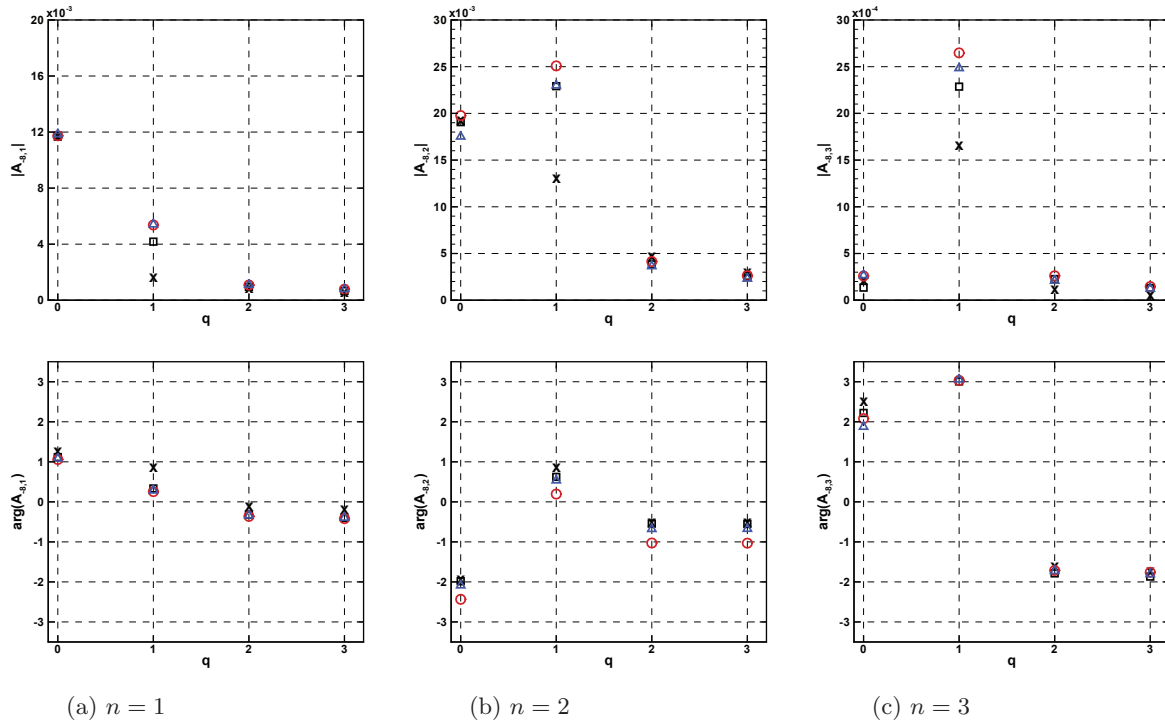 20 x10⁻³
16
12
8
4
0
|A-8,1|
0 1 2 3
q
30 x10⁻³
25
20
15
10
5
0
|A-8,2|
0 1 2 3
q
30 x10⁻⁴
25
20
15
10
5
0
|A-8,3|
0 1 2 3
q
3
2
1
0
-1
-2
-3
arg(A-8,1)
0 1 2 3
q
3
2
1
0
-1
-2
-3
arg(A-8,2)
0 1 2 3
q
3
2
1
0
-1
-2
-3
arg(A-8,3)
0 1 2 3
q
(a) n = 1
(b) n = 2
(c) n = 3